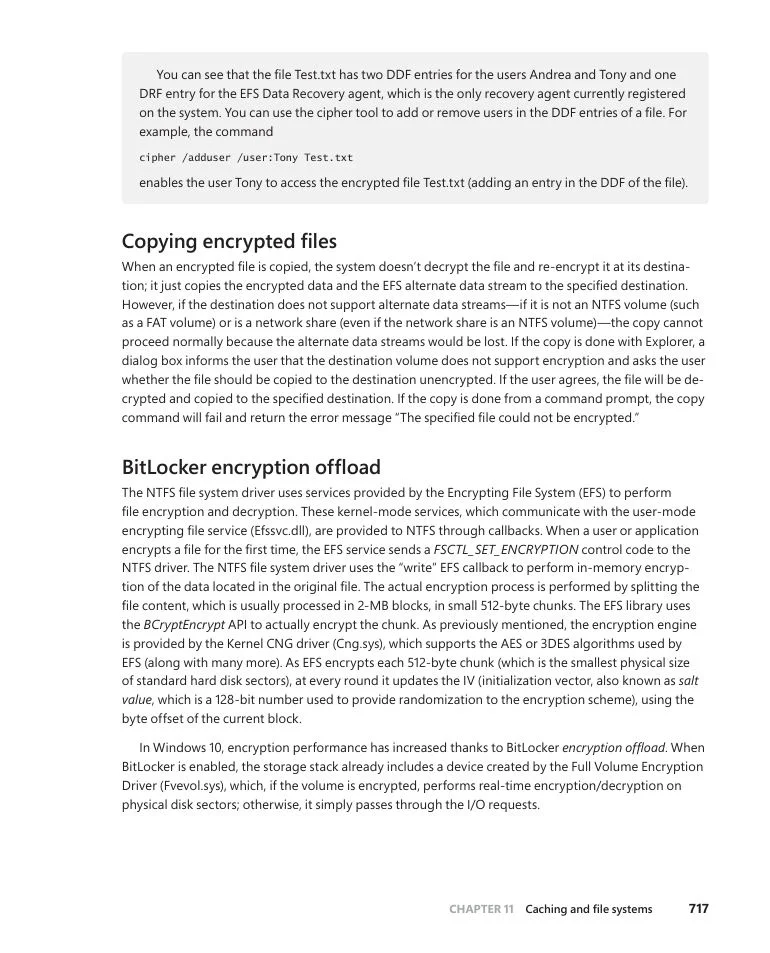 You can see that the file Test.txt has two DDF entries for the users Andrea and Tony and one
DRF entry for the EFS Data Recovery agent, which is the only recovery agent currently registered
on the system. You can use the cipher tool to add or remove users in the DDF entries of a file. For
example, the command
cipher /adduser /user:Tony Test.txt
enables the user Tony to access the encrypted file Test.txt (adding an entry in the DDF of the file).
Copying encrypted files
When an encrypted file is copied, the system doesn’t decrypt the file and re-encrypt it at its destina-
tion; it just copies the encrypted data and the EFS alternate data stream to the specified destination.
However, if the destination does not support alternate data streams—if it is not an NTFS volume (such
as a FAT volume) or is a network share (even if the network share is an NTFS volume)—the copy cannot
proceed normally because the alternate data streams would be lost. If the copy is done with Explorer, a
dialog box informs the user that the destination volume does not support encryption and asks the user
whether the file should be copied to the destination unencrypted. If the user agrees, the file will be de-
crypted and copied to the specified destination. If the copy is done from a command prompt, the copy
command will fail and return the error message “The specified file could not be encrypted.”
BitLocker encryption offload
The NTFS file system driver uses services provided by the Encrypting File System (EFS) to perform
file encryption and decryption. These kernel-mode services, which communicate with the user-mode
encrypting file service (Efssvc.dll), are provided to NTFS through callbacks. When a user or application
encrypts a file for the first time, the EFS service sends a FSCTL_SET_ENCRYPTION control code to the
NTFS driver. The NTFS file system driver uses the “write” EFS callback to perform in-memory encryp-
tion of the data located in the original file. The actual encryption process is performed by splitting the
file content, which is usually processed in 2-MB blocks, in small 512-byte chunks. The EFS library uses
the BCryptEncrypt API to actually encrypt the chunk. As previously mentioned, the encryption engine
is provided by the Kernel CNG driver (Cng.sys), which supports the AES or 3DES algorithms used by
EFS (along with many more). As EFS encrypts each 512-byte chunk (which is the smallest physical size
of standard hard disk sectors), at every round it updates the IV (initialization vector, also known as salt
value, which is a 128-bit number used to provide randomization to the encryption scheme), using the
byte offset of the current block.
In Windows 10, encryption performance has increased thanks to BitLocker encryption offload. When
BitLocker is enabled, the storage stack already includes a device created by the Full Volume Encryption
Driver (Fvevol.sys), which, if the volume is encrypted, performs real-time encryption/decryption on
physical disk sectors; otherwise, it simply passes through the I/O requests.
CHAPTER 11 Caching and file systems 717